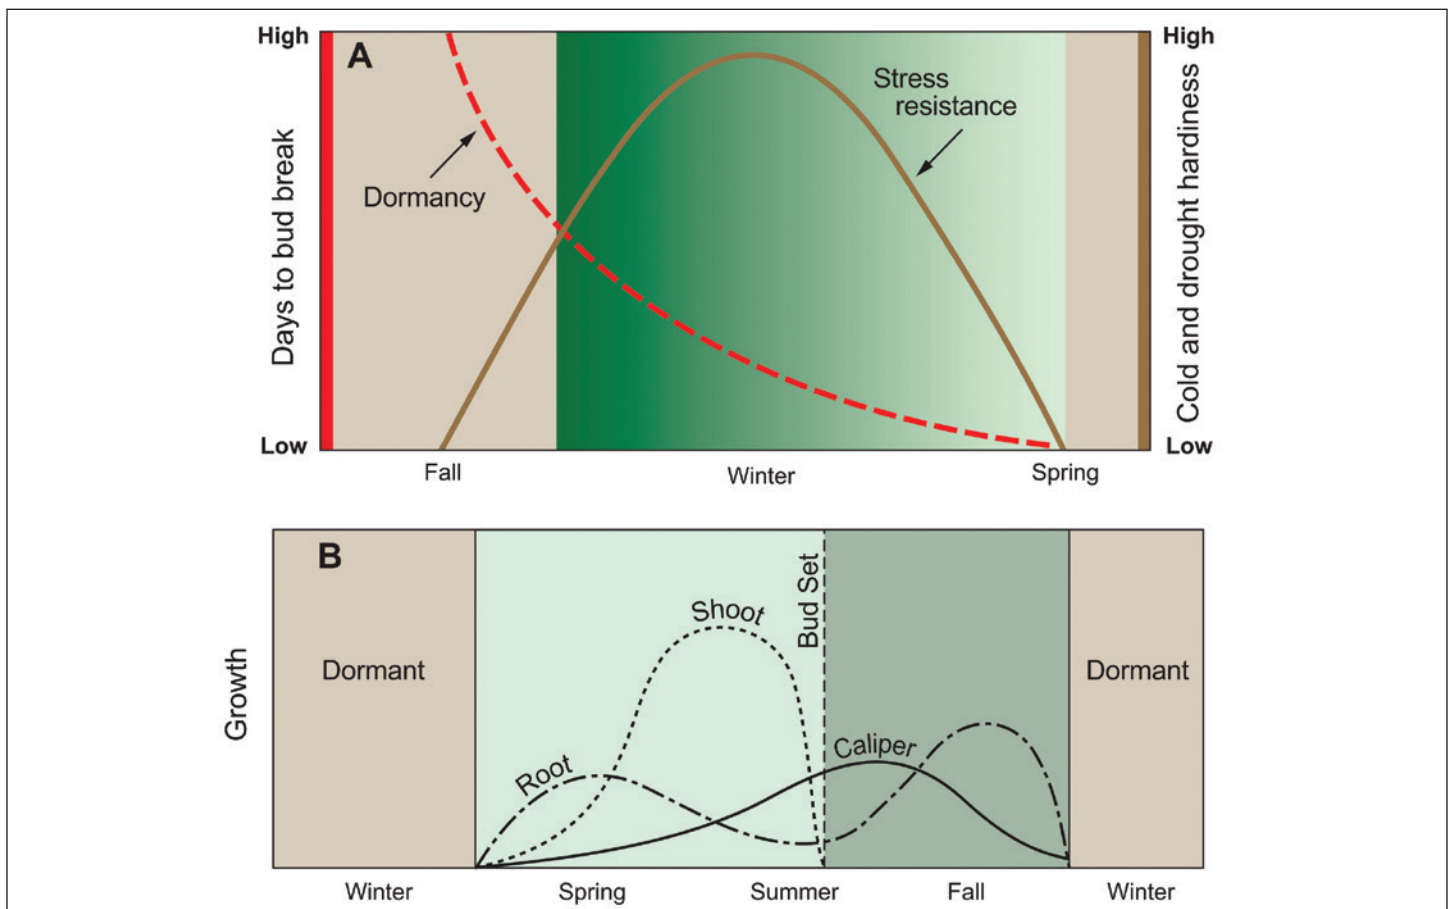 High
High
A
Stress
resistance
Dormancy
Days to bud break
Cold and drought hardiness
Low
Low
Fall
Winter
Spring
B
Bud Set
Shoot
Dormant
Dormant
Growth
Caliper
Root
Winter
Spring
Summer
Fall
Winter